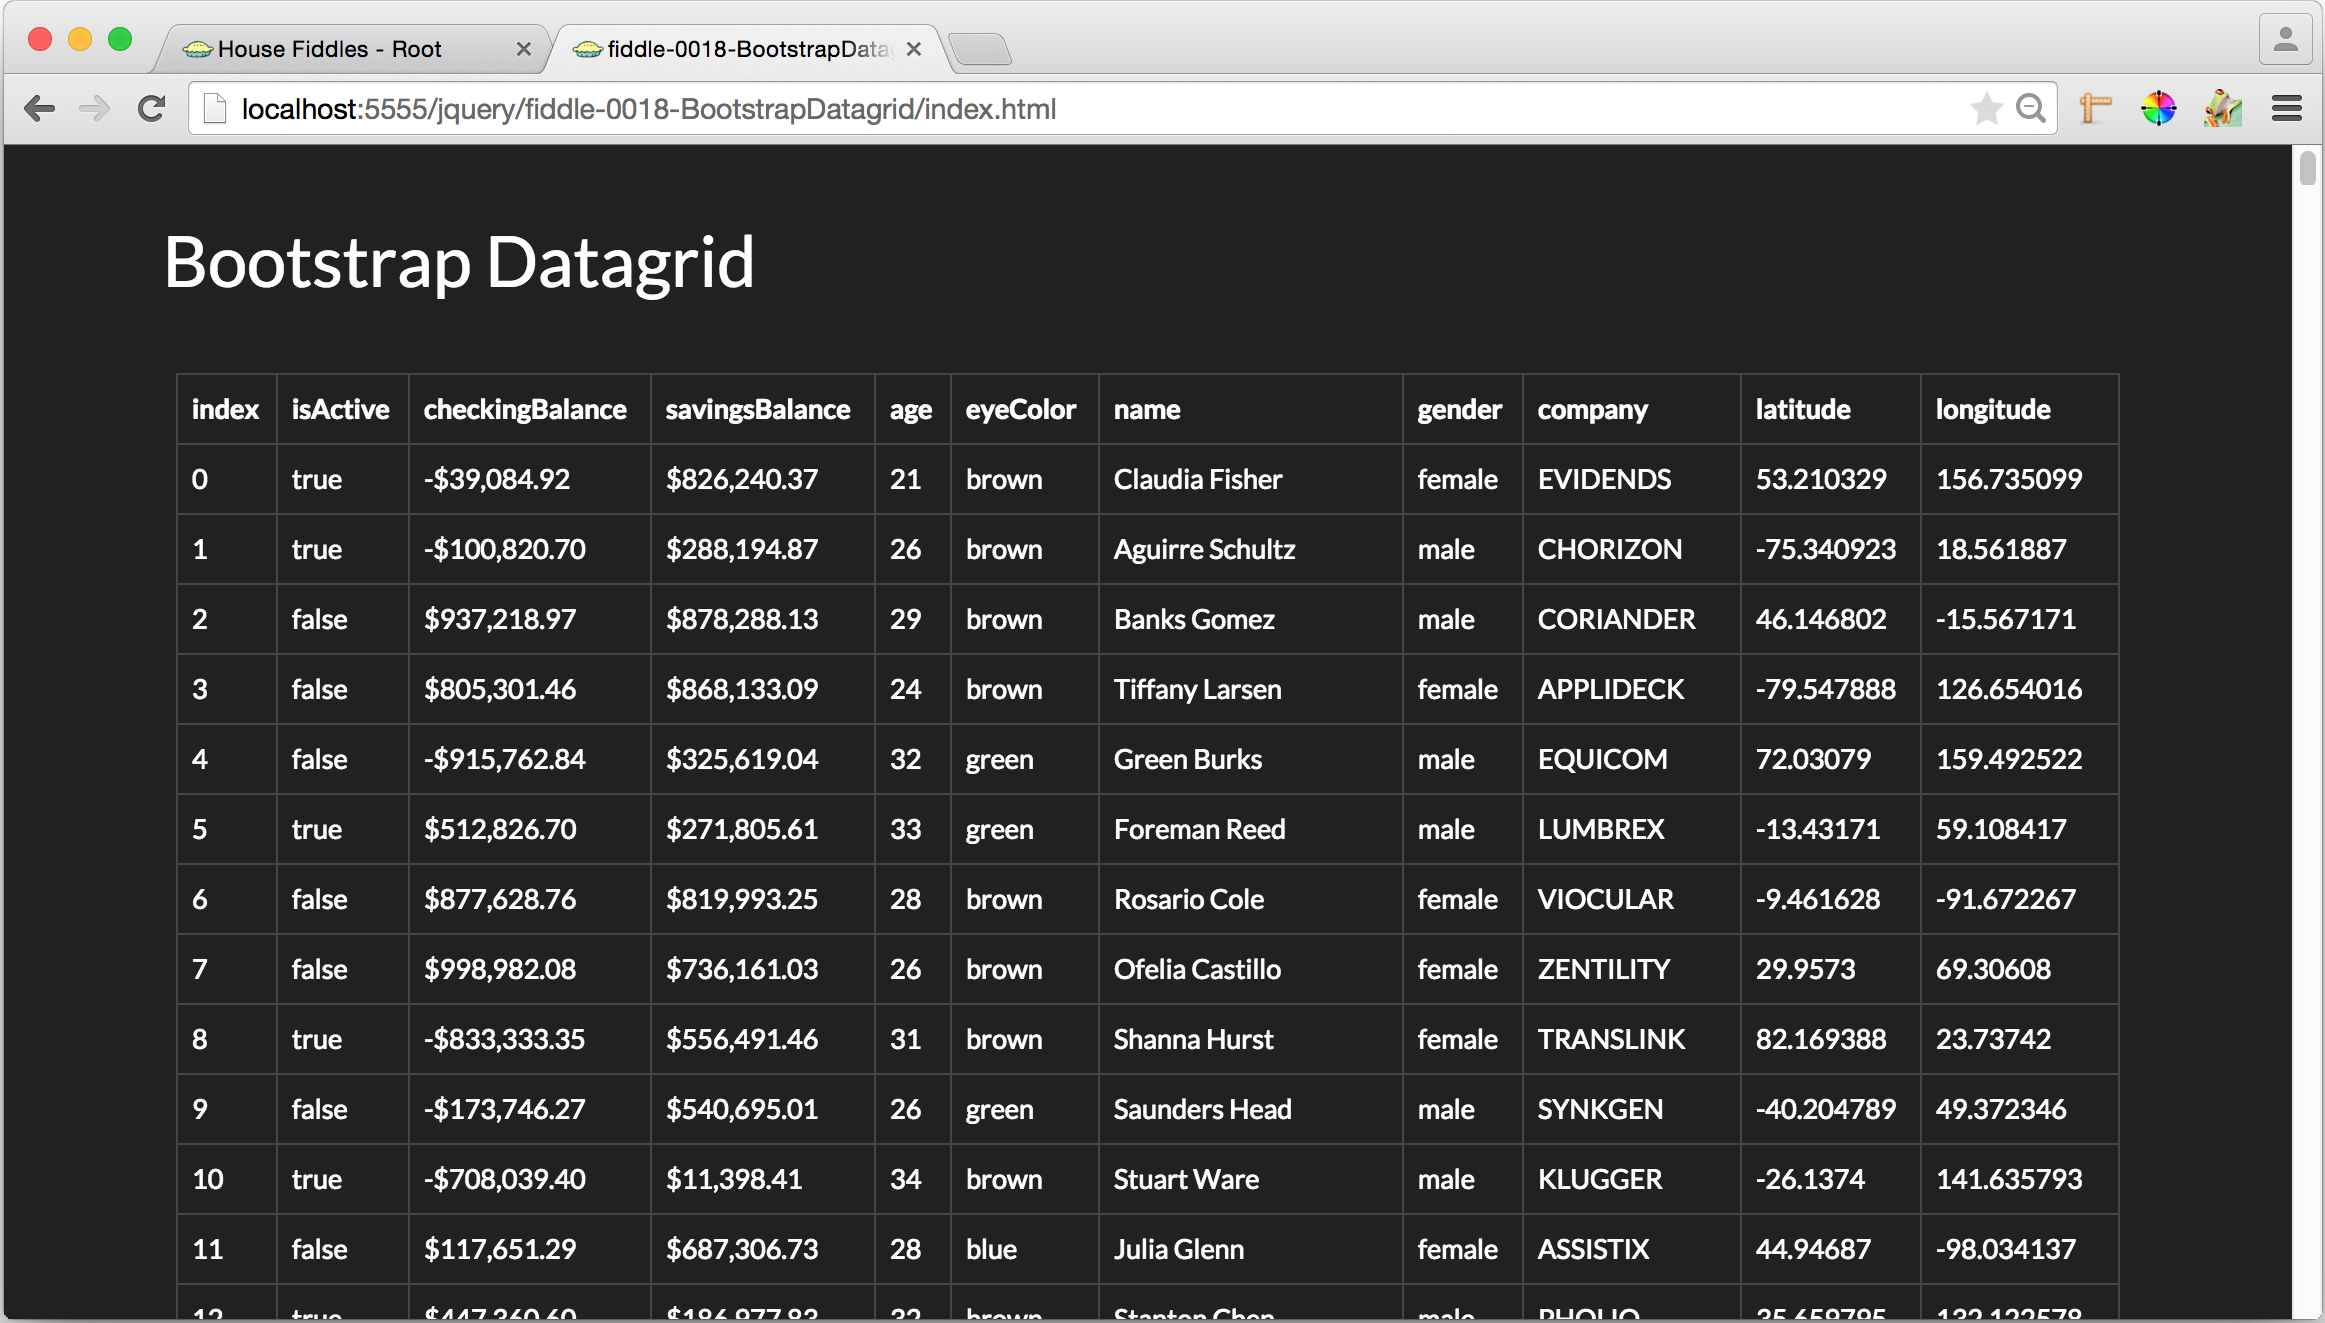 House Fiddles - Root
fiddle-0018-BootstrapData
localhost:5555/jquery/fiddle-0018-BootstrapDatagrid/index.html
Bootstrap Datagrid
index isActive checkingBalance savingsBalance age eyeColor name gender company latitude longitude
0 true -$39,084.92 $826,240.37 21 brown Claudia Fisher female EVIDENDS 53.210329 156.735099
1 true -$100,820.70 $288,194.87 26 brown Aguirre Schultz male CHORIZON -75.340923 18.561887
2 false $937,218.97 $878,288.13 29 brown Banks Gomez male CORIANDER 46.146802 -15.567171
3 false $805,301.46 $868,133.09 24 brown Tiffany Larsen female APPLIDECK -79.547888 126.654016
4 false -$915,762.84 $325,619.04 32 green Green Burks male EQUICOM 72.03079 159.492522
5 true $512,826.70 $271,805.61 33 green Foreman Reed male LUMBREX -13.43171 59.108417
6 false $877,628.76 $819,993.25 28 brown Rosario Cole female VIOCULAR -9.461628 -91.672267
7 false $998,982.08 $736,161.03 26 brown Ofelia Castillo female ZENTILITY 29.9573 69.30608
8 true -$833,333.35 $556,491.46 31 brown Shanna Hurst female TRANSLINK 82.169388 23.73742
9 false -$173,746.27 $540,695.01 26 green Saunders Head male SYNKGEN -40.204789 49.372346
10 true -$708,039.40 $11,398.41 34 brown Stuart Ware male KLUGGER -26.1374 141.635793
11 false $117,651.29 $687,306.73 28 blue Julia Glenn female ASSISTIX 44.94687 -98.034137
12 true brown male